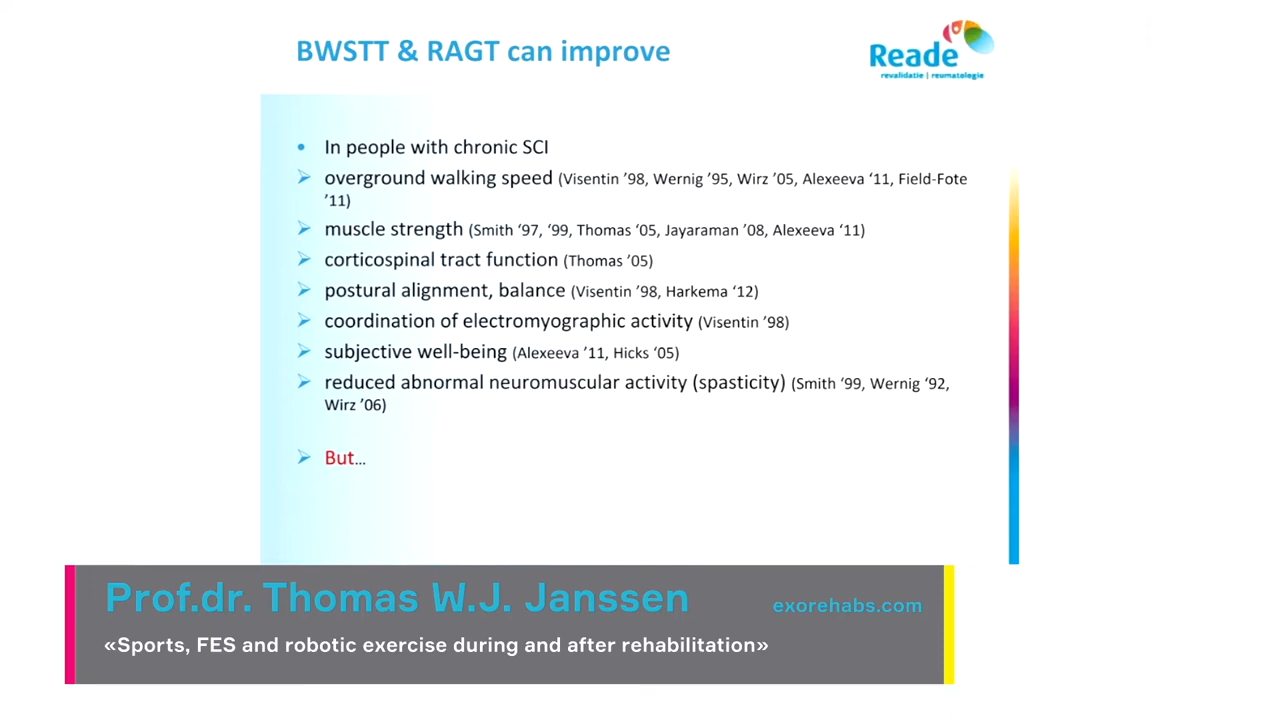 BWSTT & RAGT can improve
Reade
revalidatie | reumatologie
• In people with chronic SCI
➢ overground walking speed (Visentin ’98, Wernig ’95, Wirz ’05, Alexeeva ‘11, Field-Fote
’11)
➢ muscle strength (Smith ‘97, ‘99, Thomas ‘05, Jayaraman ’08, Alexeeva ‘11)
➢ corticospinal tract function (Thomas ’05)
➢ postural alignment, balance (Visentin ’98, Harkema ‘12)
➢ coordination of electromyographic activity (Visentin ’98)
➢ subjective well-being (Alexeeva ’11, Hicks ‘05)
➢ reduced abnormal neuromuscular activity (spasticity) (Smith ‘99, Wernig ‘92,
Wirz ’06)
➢ But…
Prof.dr. Thomas W.J. Janssen
exorehabs.com
«Sports, FES and robotic exercise during and after rehabilitation»